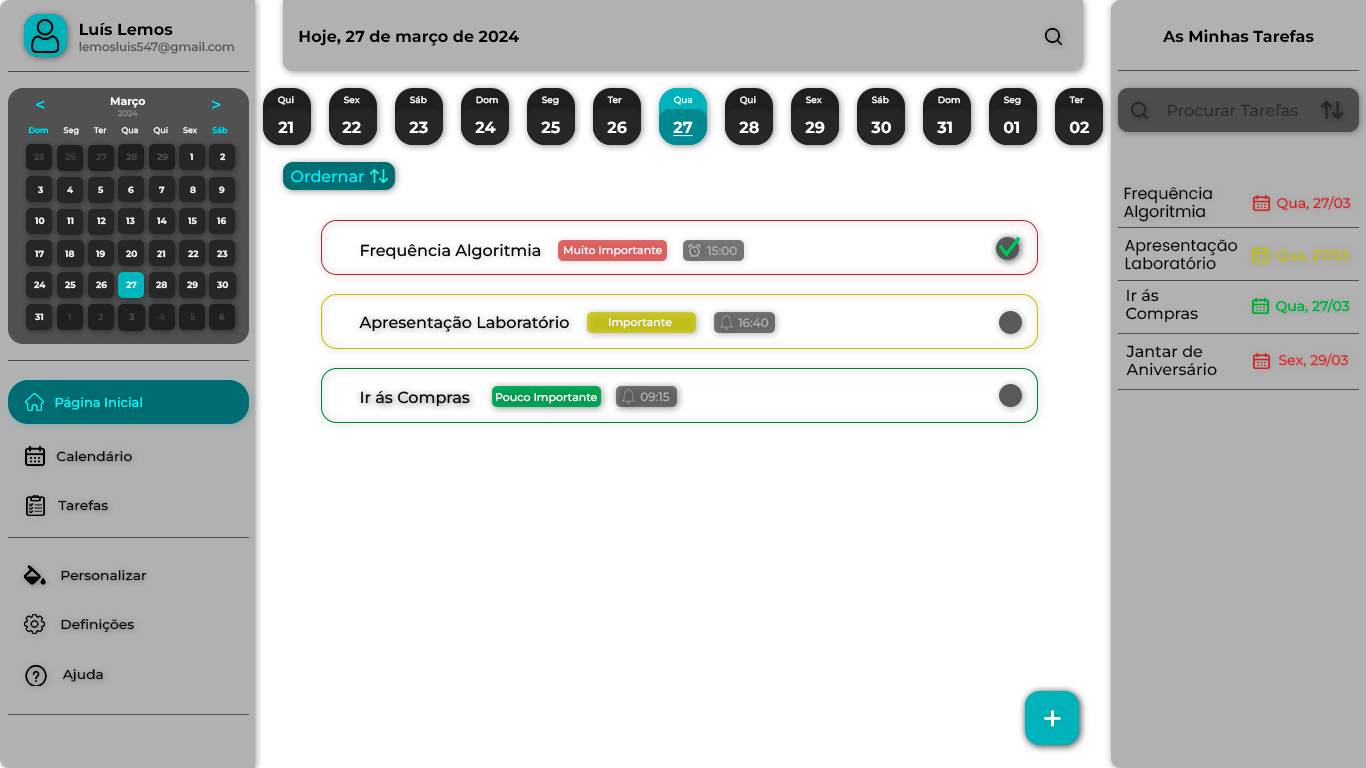 Luís Lemos
lemosluis547@gmail.com
< Março >
2024
Dom Seg Ter Qua Qui Sex Sáb
25 26 27 28 29 1 2
3 4 5 6 7 8 9
10 11 12 13 14 15 16
17 18 19 20 21 22 23
24 25 26 27 28 29 30
31 1 2 3 4 5 6
Página Inicial
Calendário
Tarefas
Personalizar
Definições
Ajuda
Hoje, 27 de março de 2024
Qui Sex Sáb Dom Seg Ter Qua Qui Sex Sáb Dom Seg Ter
21 22 23 24 25 26 27 28 29 30 31 01 02
Ordernar
Frequência Algoritmia Muito Importante 15:00
Apresentação Laboratório Importante 16:40
Ir ás Compras Pouco Importante 09:15
+
As Minhas Tarefas
Procurar Tarefas
Frequência
Algoritmia
Qua, 27/03
Apresentação
Laboratório
Qua, 27/03
Ir ás
Compras
Qua, 27/03
Jantar de
Aniversário
Sex, 29/03